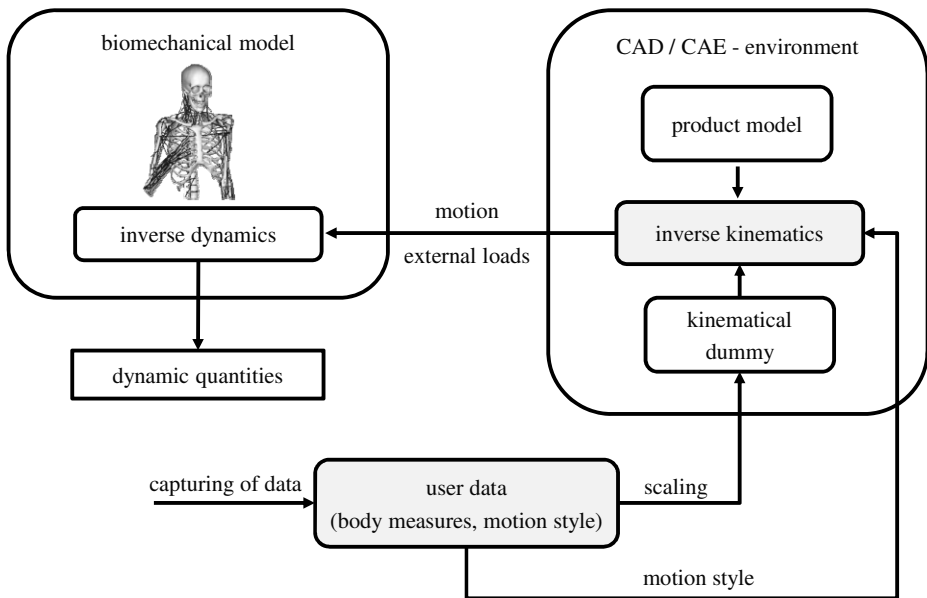 biomechanical model
CAD / CAE - environment
product model
inverse dynamics
motion
external loads
inverse kinematics
kinematical
dummy
dynamic quantities
capturing of data
user data
(body measures, motion style)
scaling
motion style